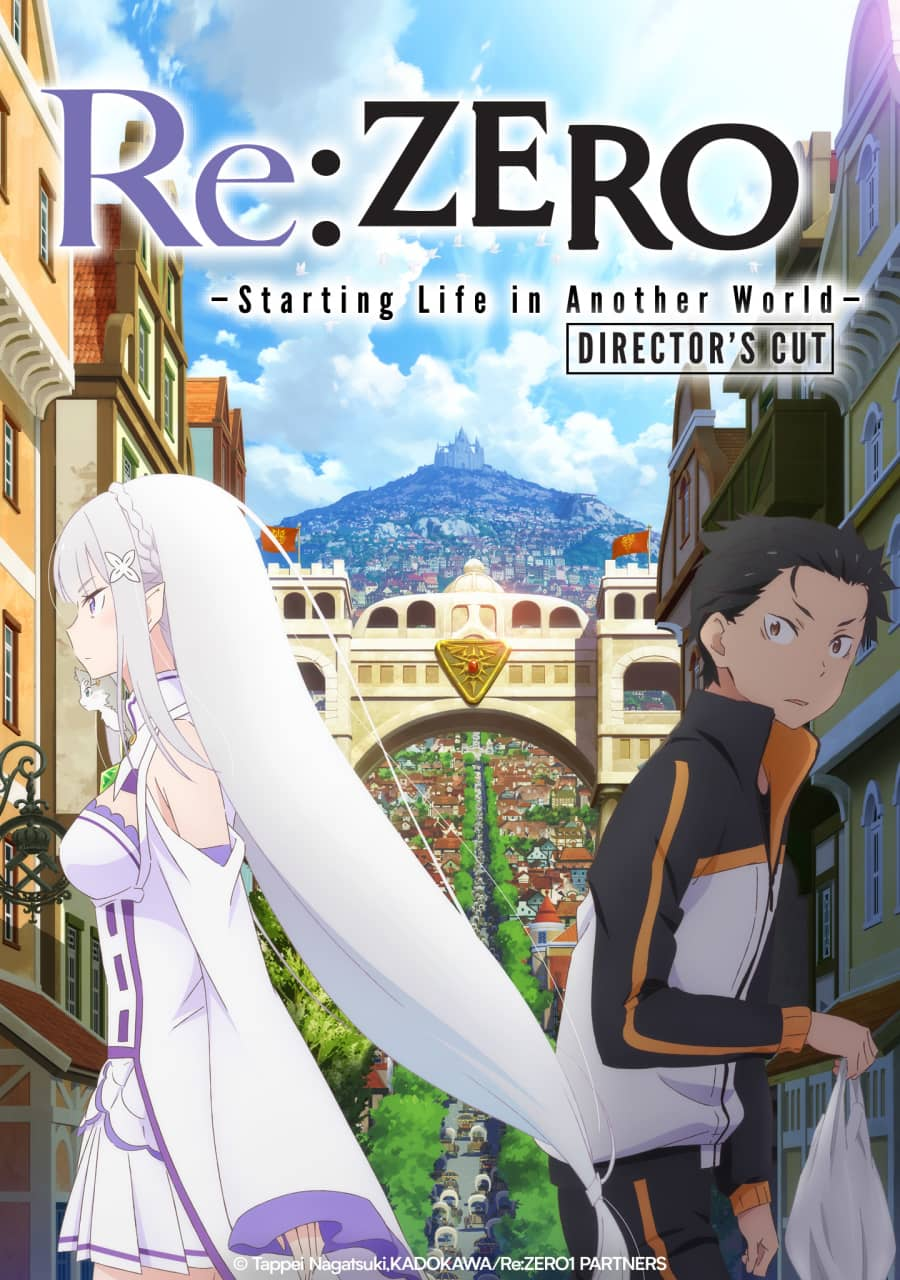 Re:ZERO
–Starting Life in Another World–
DIRECTOR'S CUT
© Tappei Nagatsuki,KADOKAWA/Re:ZERO1 PARTNERS